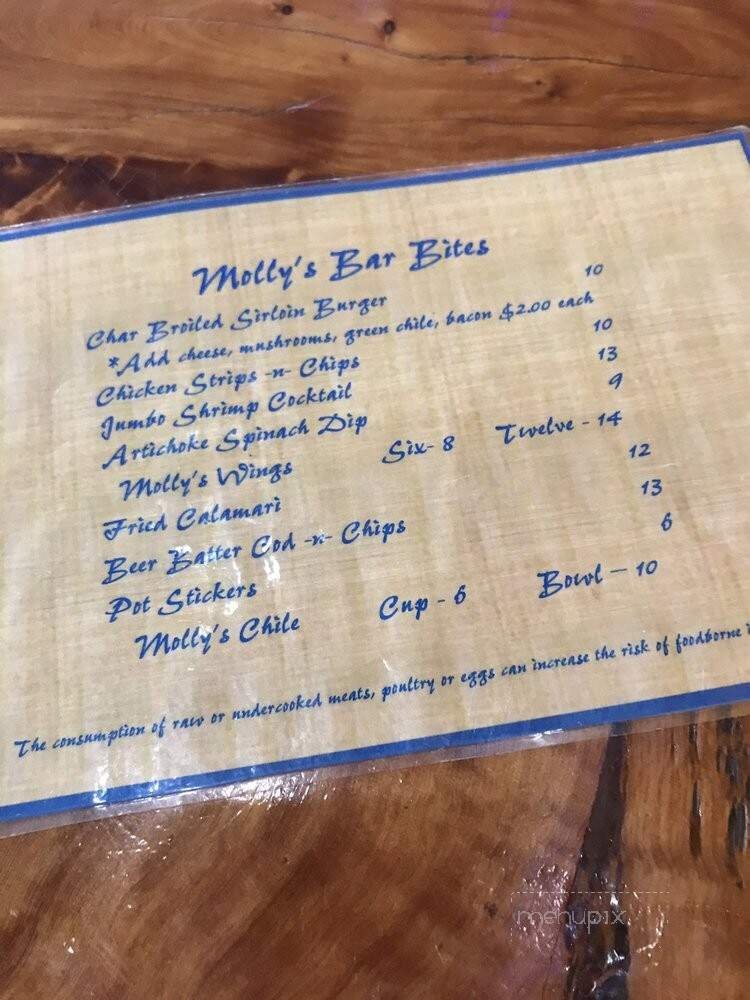 Molly's Bar Bites
Char Broiled Sirloin Burger 10
*Add cheese, mushrooms, green chile, bacon $2.00 each
Chicken Strips -n- Chips 10
Jumbo Shrimp Cocktail 13
Artichoke Spinach Dip 9
Molly's Wings Six- 8 Twelve - 14
Fried Calamari 12
Beer Batter Cod -n- Chips 13
Pot Stickers 6
Molly's Chile Cup - 6 Bowl – 10
The consumption of raw or undercooked meats, poultry or eggs can increase the risk of foodborne
menupix